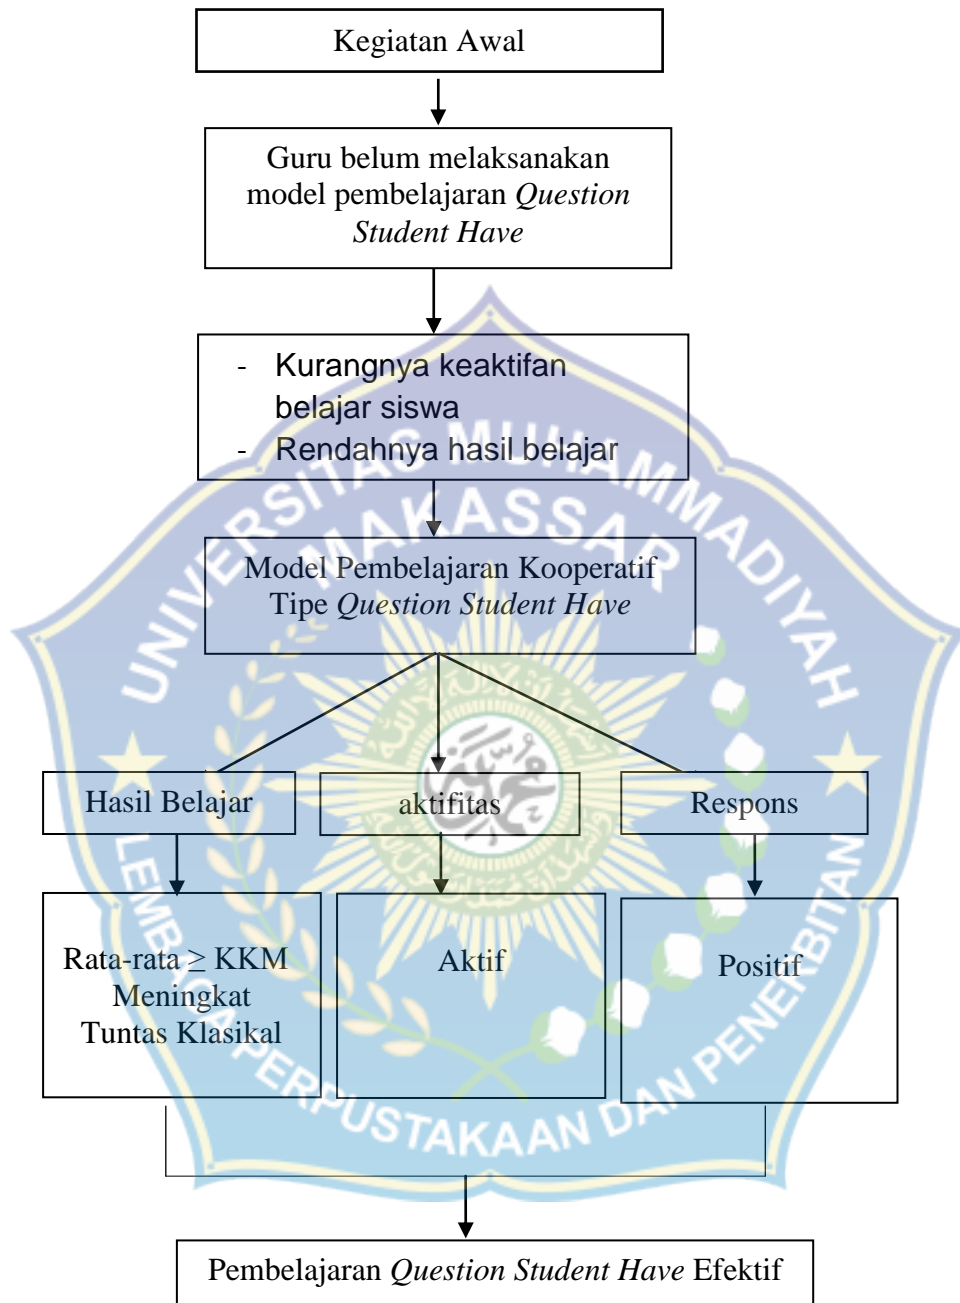 Kegiatan Awal
Guru belum melaksanakan
model pembelajaran Question
Student Have
- Kurangnya keaktifan
belajar siswa
- Rendahnya hasil belajar
UNIVERSITAS MUHAMMADIYAH
MAKASSAR
Model Pembelajaran Kooperatif
Tipe Question Student Have
Hasil Belajar
aktifitas
Respons
Rata-rata ≥ KKM
Meningkat
Tuntas Klasikal
Aktif
Positif
LEMBAGA PERPUSTAKAAN DAN PENERBITAN
Pembelajaran Question Student Have Efektif